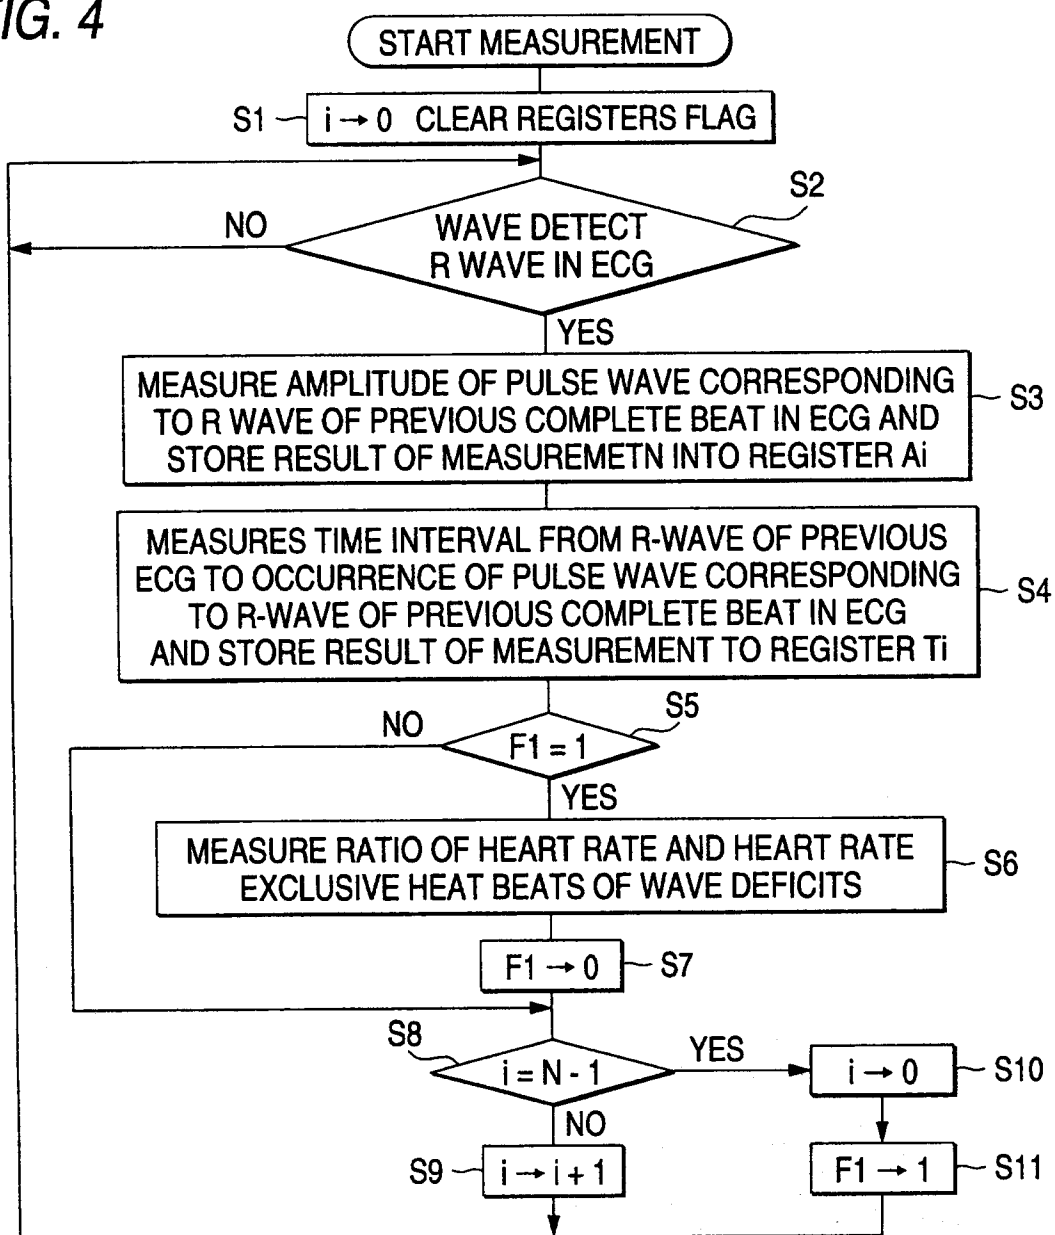 IG. 4
START MEASUREMENT
S1
i → 0 CLEAR REGISTERS FLAG
S2
NO
WAVE DETECT
R WAVE IN ECG
YES
MEASURE AMPLITUDE OF PULSE WAVE CORRESPONDING
TO R WAVE OF PREVIOUS COMPLETE BEAT IN ECG AND
STORE RESULT OF MEASUREMETN INTO REGISTER Ai
S3
MEASURES TIME INTERVAL FROM R-WAVE OF PREVIOUS
ECG TO OCCURRENCE OF PULSE WAVE CORRESPONDING
TO R-WAVE OF PREVIOUS COMPLETE BEAT IN ECG
AND STORE RESULT OF MEASUREMENT TO REGISTER Ti
S4
S5
NO
F1 = 1
YES
MEASURE RATIO OF HEART RATE AND HEART RATE
EXCLUSIVE HEAT BEATS OF WAVE DEFICITS
S6
F1 → 0
S7
S8
i = N - 1
YES
i → 0
S10
NO
S9
i → i + 1
F1 → 1
S11